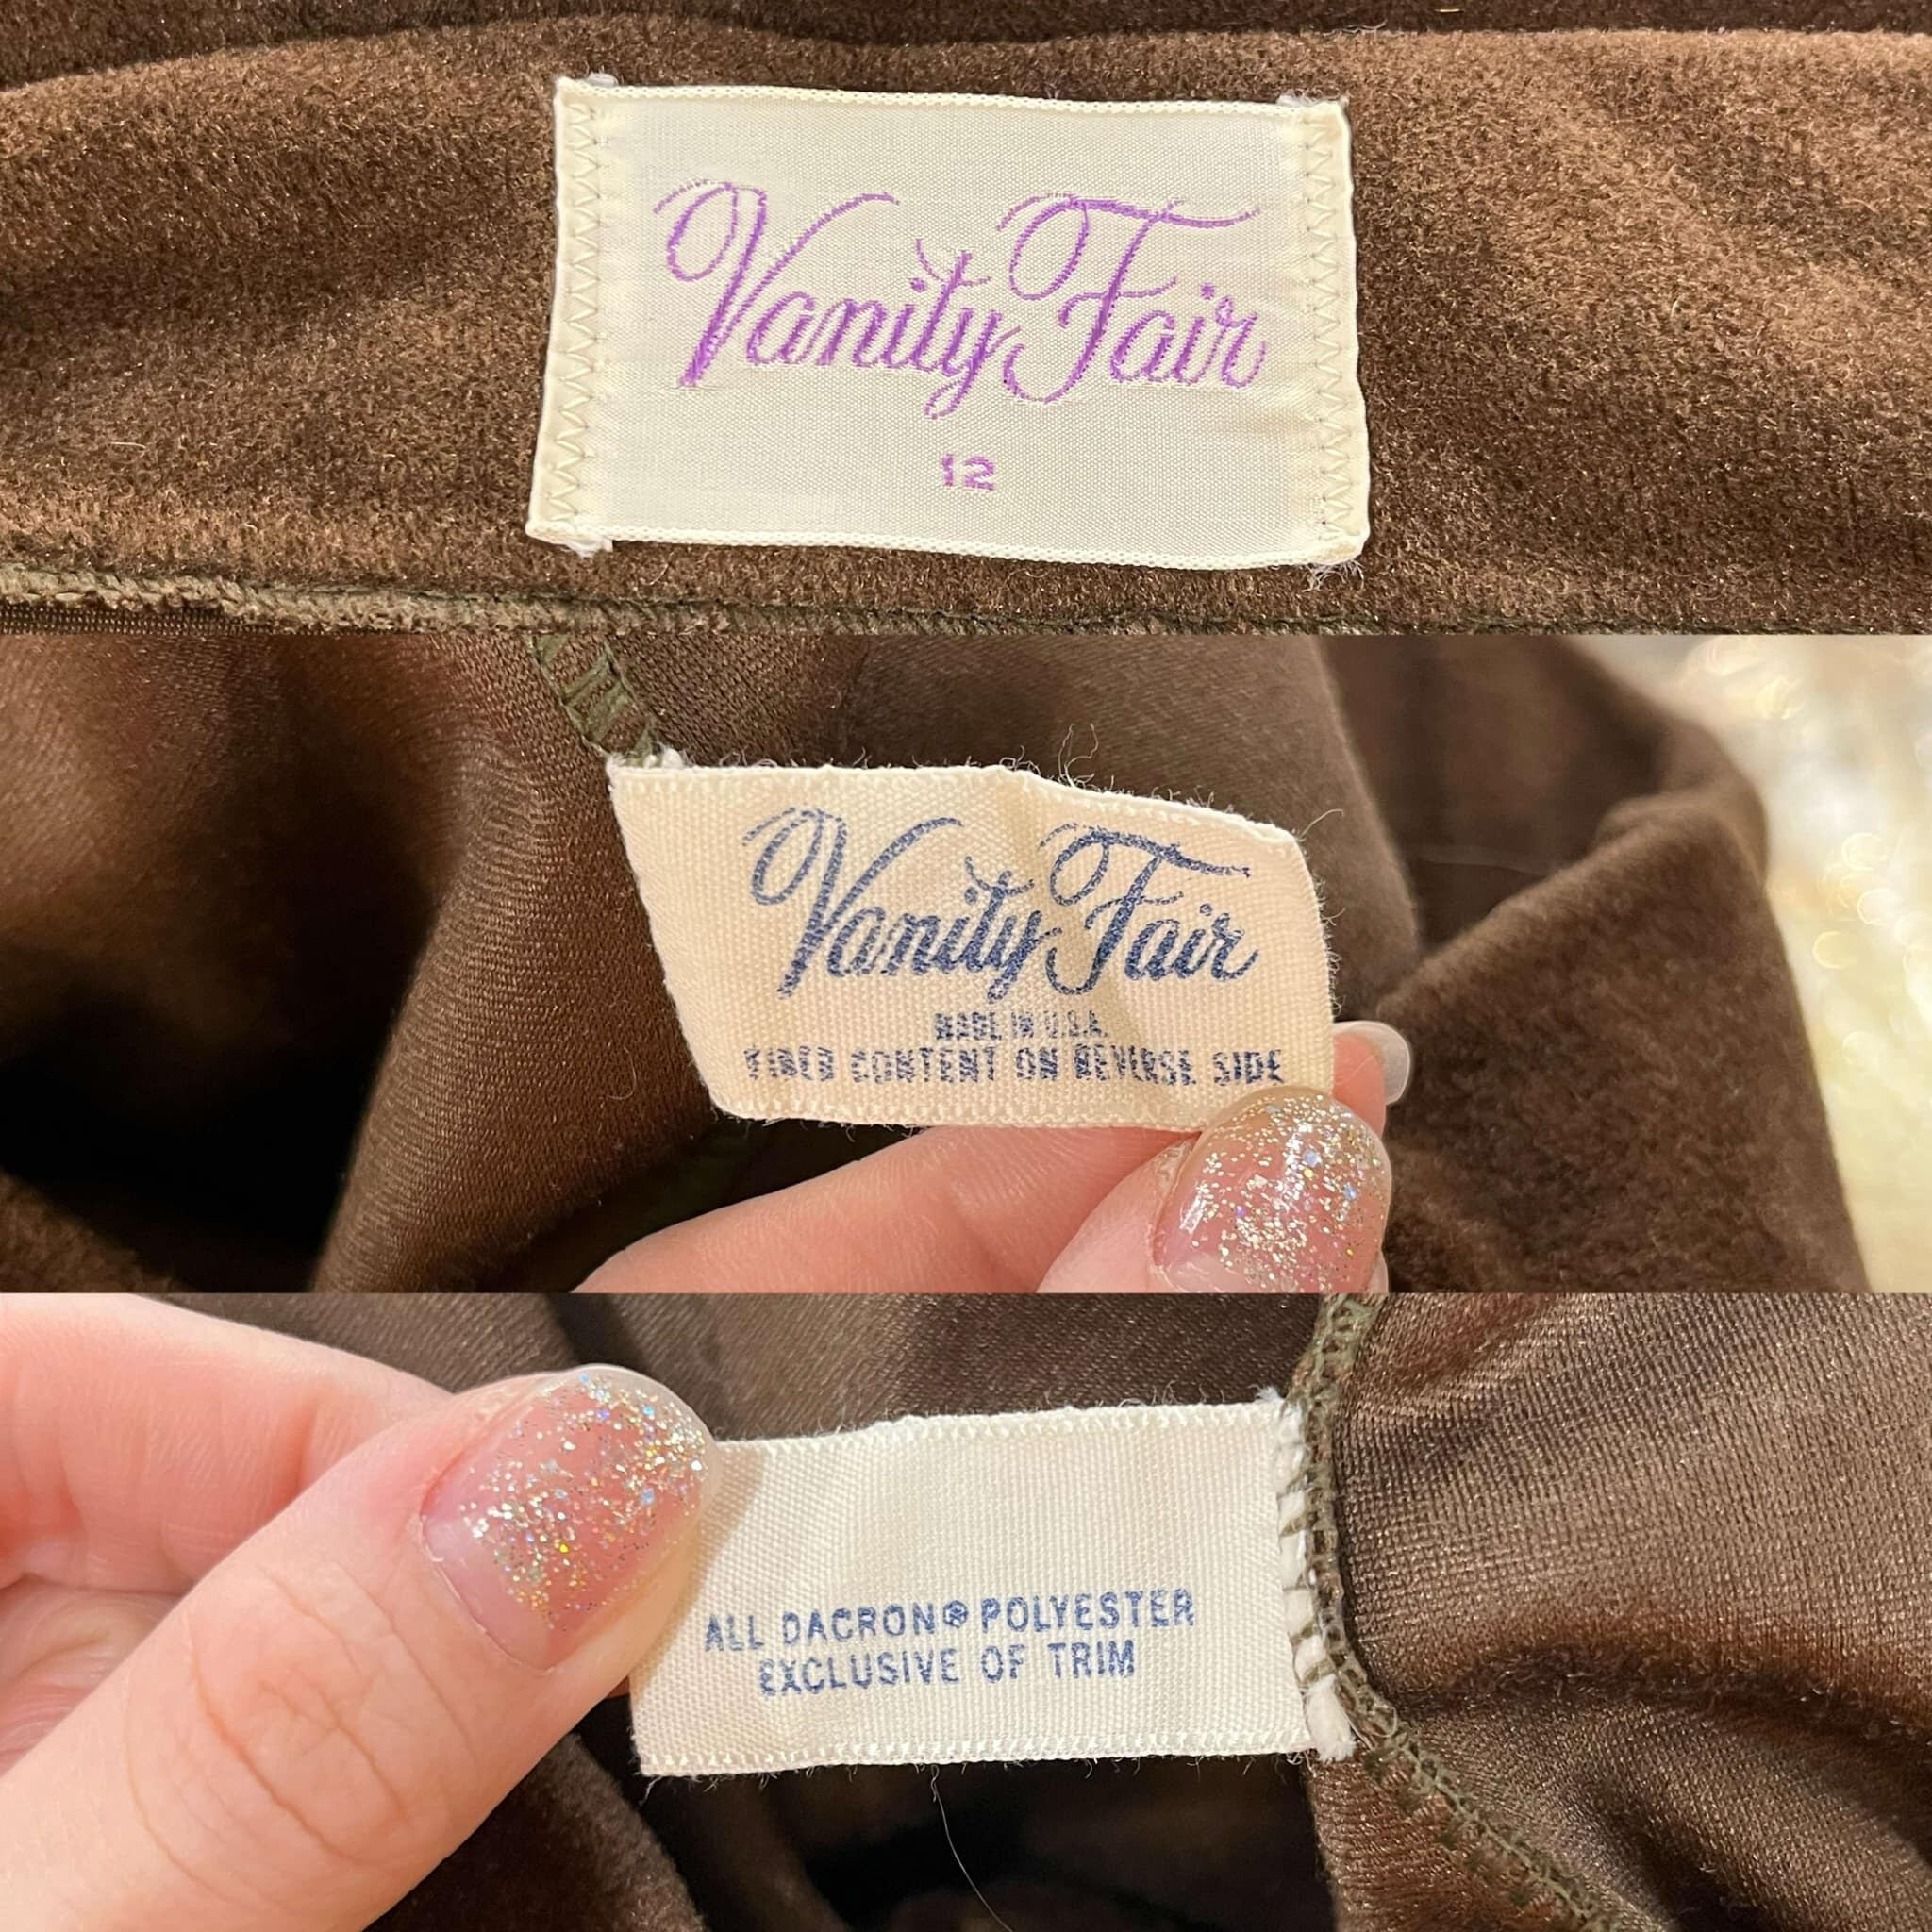 Vanity Fair
12
Vanity Fair
MADE IN U.S.A.
FIBER CONTENT ON REVERSE SIDE
ALL DACRON® POLYESTER
EXCLUSIVE OF TRIM